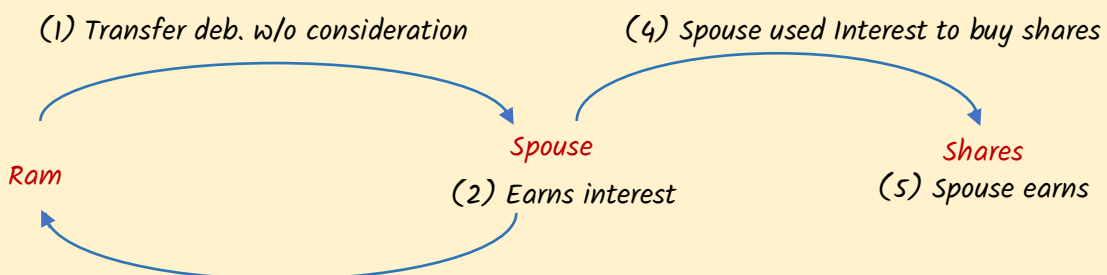 (1) Transfer deb. w/o consideration
(4) Spouse used Interest to buy shares
Spouse
Shares
Ram
(2) Earns interest
(5) Spouse earns